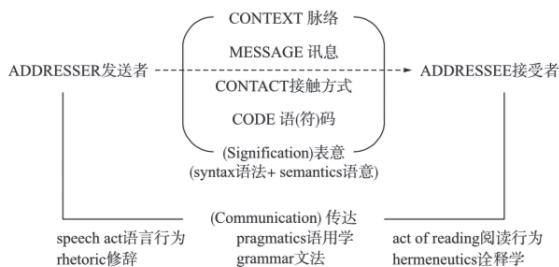 CONTEXT 脉络
MESSAGE 讯息
ADDRESSER发送者
ADDRESSEE接受者
CONTACT接触方式
CODE 语(符)码
(Signification)表意
(syntax语法+ semantics语意)
(Communication) 传达
speech act语言行为
pragmatics语用学
act of reading阅读行为
rhetoric修辞
grammar文法
hermeneutics诠释学